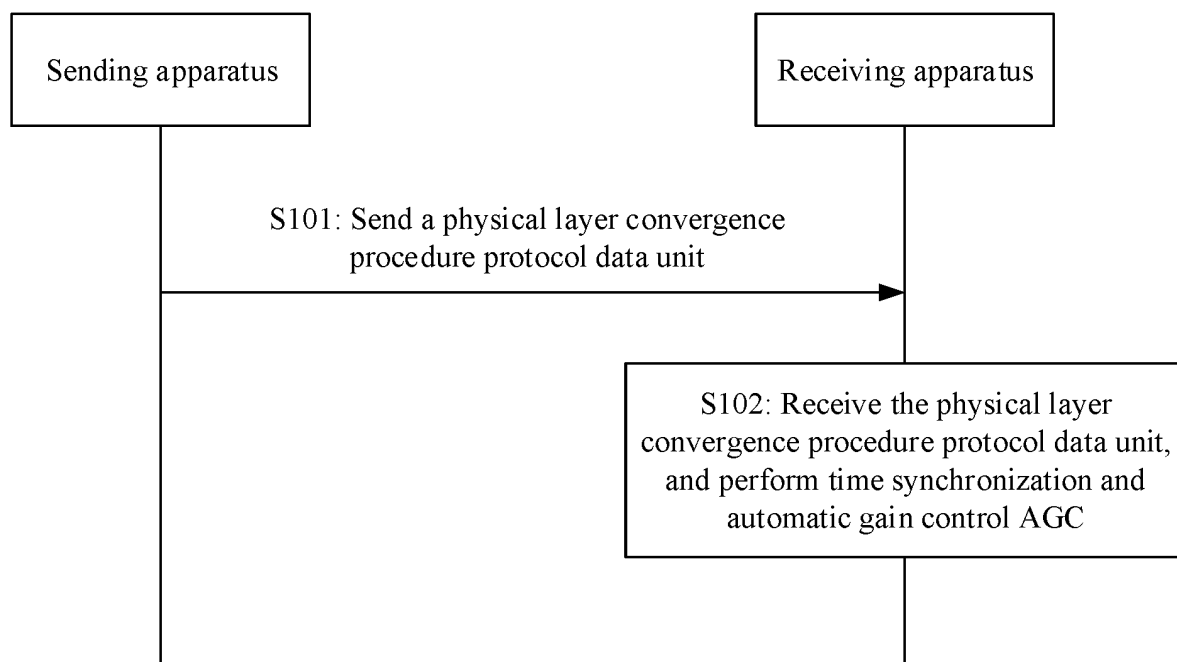 Sending apparatus
Receiving apparatus
S101: Send a physical layer convergence
procedure protocol data unit
S102: Receive the physical layer
convergence procedure protocol data unit,
and perform time synchronization and
automatic gain control AGC